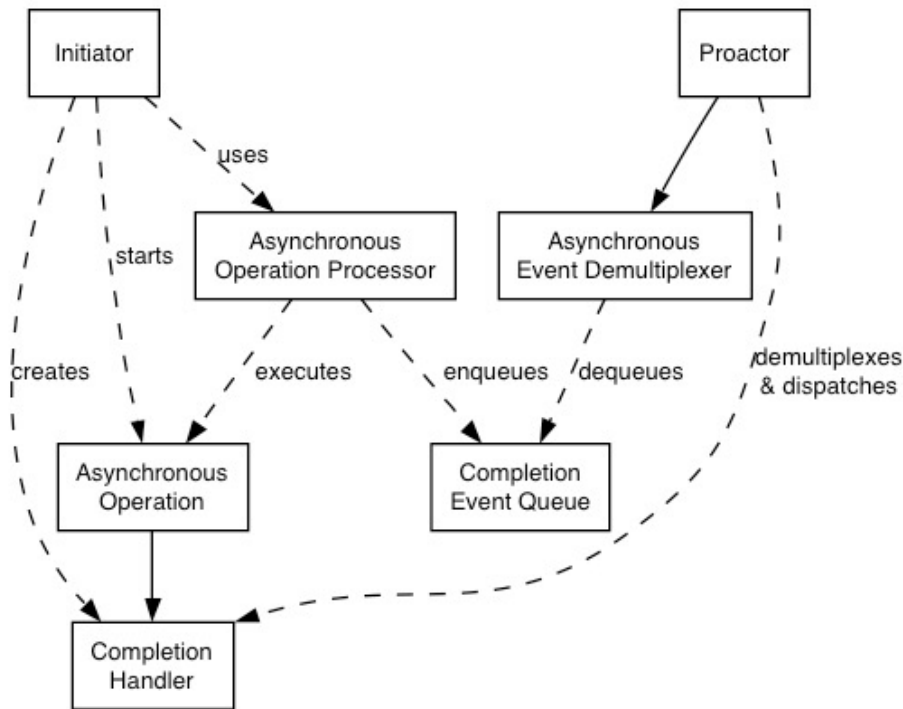 Initiator
Proactor
uses
Asynchronous
Operation Processor
Asynchronous
Event Demultiplexer
starts
creates
executes
enqueues
dequeues
demultiplexes
& dispatches
Asynchronous
Operation
Completion
Event Queue
Completion
Handler